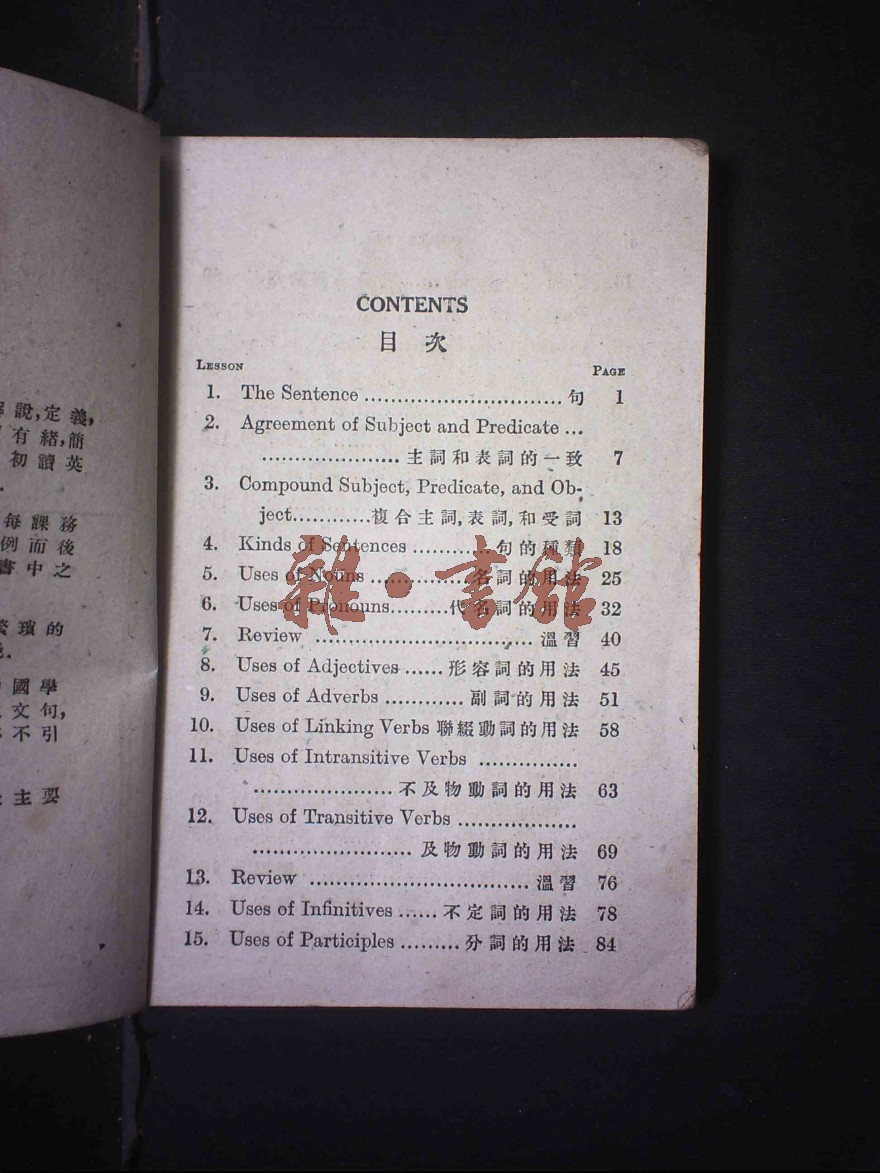 說,定義,
有緒,簡
初讀英
每課務
例而後
書中之
瑣的
國學
文句,
不引
主要
CONTENTS
目次
LESSON PAGE
1. The Sentence .............................. 句 1
2. Agreement of Subject and Predicate ...
..................... 主詞和表詞的一致 7
3. Compound Subject, Predicate, and Ob-
ject............複合主詞,表詞,和受詞 13
4. Kinds of Sentences ............句的種類 18
5. Uses of Nouns ...............名詞的用法 25
6. Uses of Pronouns.........代名詞的用法 32
7. Review ................................. 溫習 40
8. Uses of Adjectives ...... 形容詞的用法 45
9. Uses of Adverbs ............ 副詞的用法 51
10. Uses of Linking Verbs 聯綴動詞的用法 58
11. Uses of Intransitive Verbs ...............
..................... 不及物動詞的用法 63
12. Uses of Transitive Verbs ..................
........................ 及物動詞的用法 69
13. Review ................................. 溫習 76
14. Uses of Infinitives ...... 不定詞的用法 78
15. Uses of Participles ......... 分詞的用法 84
雜·書館